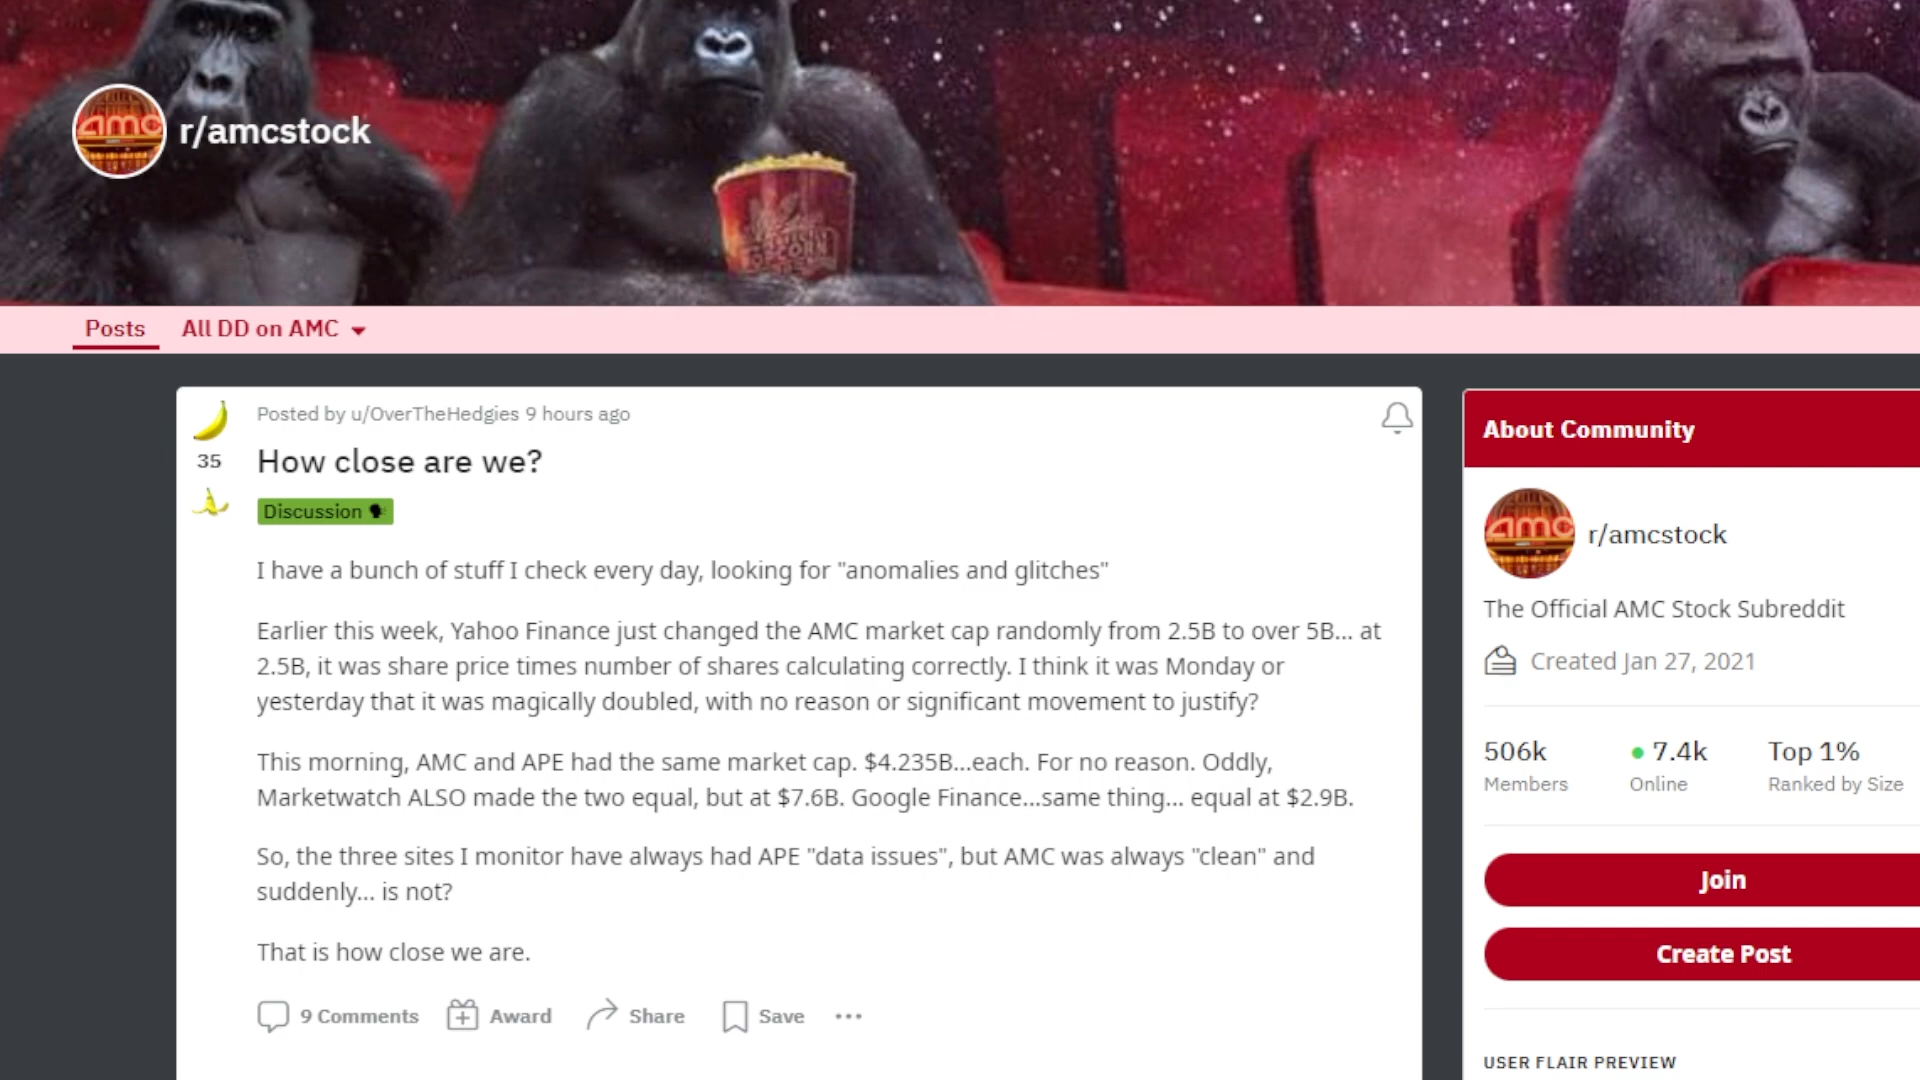 amc
r/amcstock
POPCORN
Posts
All DD on AMC
Posted by u/OverTheHedgies 9 hours ago
35
How close are we?
Discussion
I have a bunch of stuff I check every day, looking for "anomalies and glitches"
Earlier this week, Yahoo Finance just changed the AMC market cap randomly from 2.5B to over 5B... at
2.5B, it was share price times number of shares calculating correctly. I think it was Monday or
yesterday that it was magically doubled, with no reason or significant movement to justify?
This morning, AMC and APE had the same market cap. $4.235B...each. For no reason. Oddly,
Marketwatch ALSO made the two equal, but at $7.6B. Google Finance...same thing... equal at $2.9B.
So, the three sites I monitor have always had APE "data issues", but AMC was always "clean" and
suddenly... is not?
That is how close we are.
9 Comments
Award
Share
Save
About Community
amc
r/amcstock
The Official AMC Stock Subreddit
Created Jan 27, 2021
506k
Members
7.4k
Online
Top 1%
Ranked by Size
Join
Create Post
USER FLAIR PREVIEW